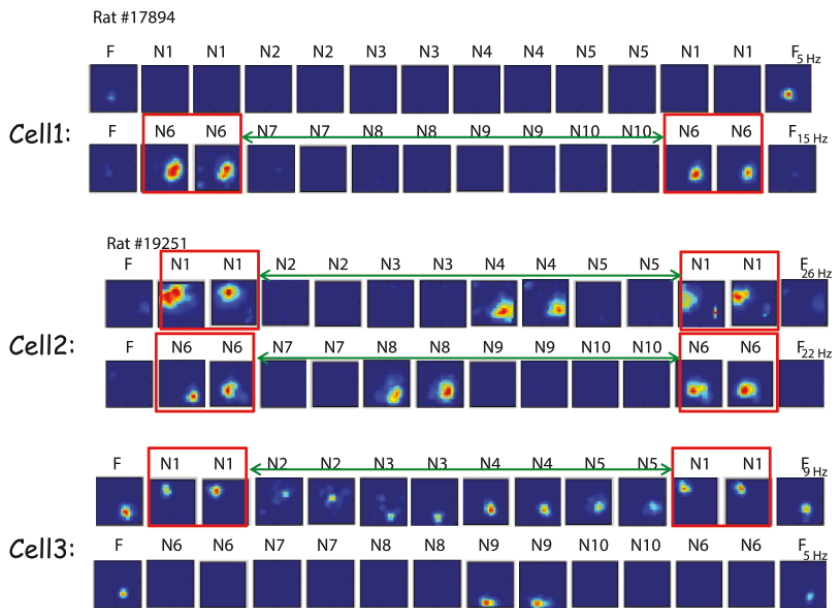 Rat #17894
F N1 N1 N2 N2 N3 N3 N4 N4 N5 N5 N1 N1 F 5 Hz
Cell1:
F N6 N6 N7 N7 N8 N8 N9 N9 N10 N10 N6 N6 F 15 Hz
Rat #19251
F N1 N1 N2 N2 N3 N3 N4 N4 N5 N5 N1 N1 F 26 Hz
Cell2:
F N6 N6 N7 N7 N8 N8 N9 N9 N10 N10 N6 N6 F 22 Hz
F N1 N1 N2 N2 N3 N3 N4 N4 N5 N5 N1 N1 F 9 Hz
Cell3:
F N6 N6 N7 N7 N8 N8 N9 N9 N10 N10 N6 N6 F 5 Hz